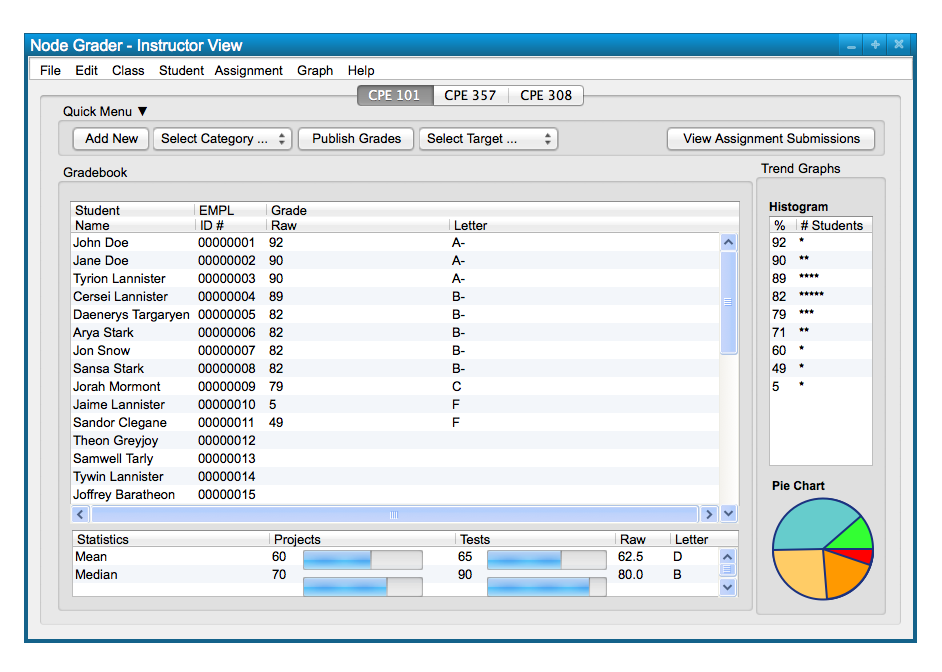 Node Grader - Instructor View
File Edit Class Student Assignment Graph Help
CPE 101 CPE 357 CPE 308
Quick Menu ▼
Add New Select Category ... Publish Grades Select Target ... View Assignment Submissions
Gradebook
Student EMPL Grade
Name ID # Raw Letter
John Doe 00000001 92 A-
Jane Doe 00000002 90 A-
Tyrion Lannister 00000003 90 A-
Cersei Lannister 00000004 89 B-
Daenerys Targaryen 00000005 82 B-
Arya Stark 00000006 82 B-
Jon Snow 00000007 82 B-
Sansa Stark 00000008 82 B-
Jorah Mormont 00000009 79 C
Jaime Lannister 00000010 5 F
Sandor Clegane 00000011 49 F
Theon Greyjoy 00000012
Samwell Tarly 00000013
Tywin Lannister 00000014
Joffrey Baratheon 00000015
Statistics Projects Tests Raw Letter
Mean 60 65 62.5 D
Median 70 90 80.0 B
Trend Graphs
Histogram
% # Students
92 *
90 **
89 ****
82 *****
79 ***
71 **
60 *
49 *
5 *
Pie Chart